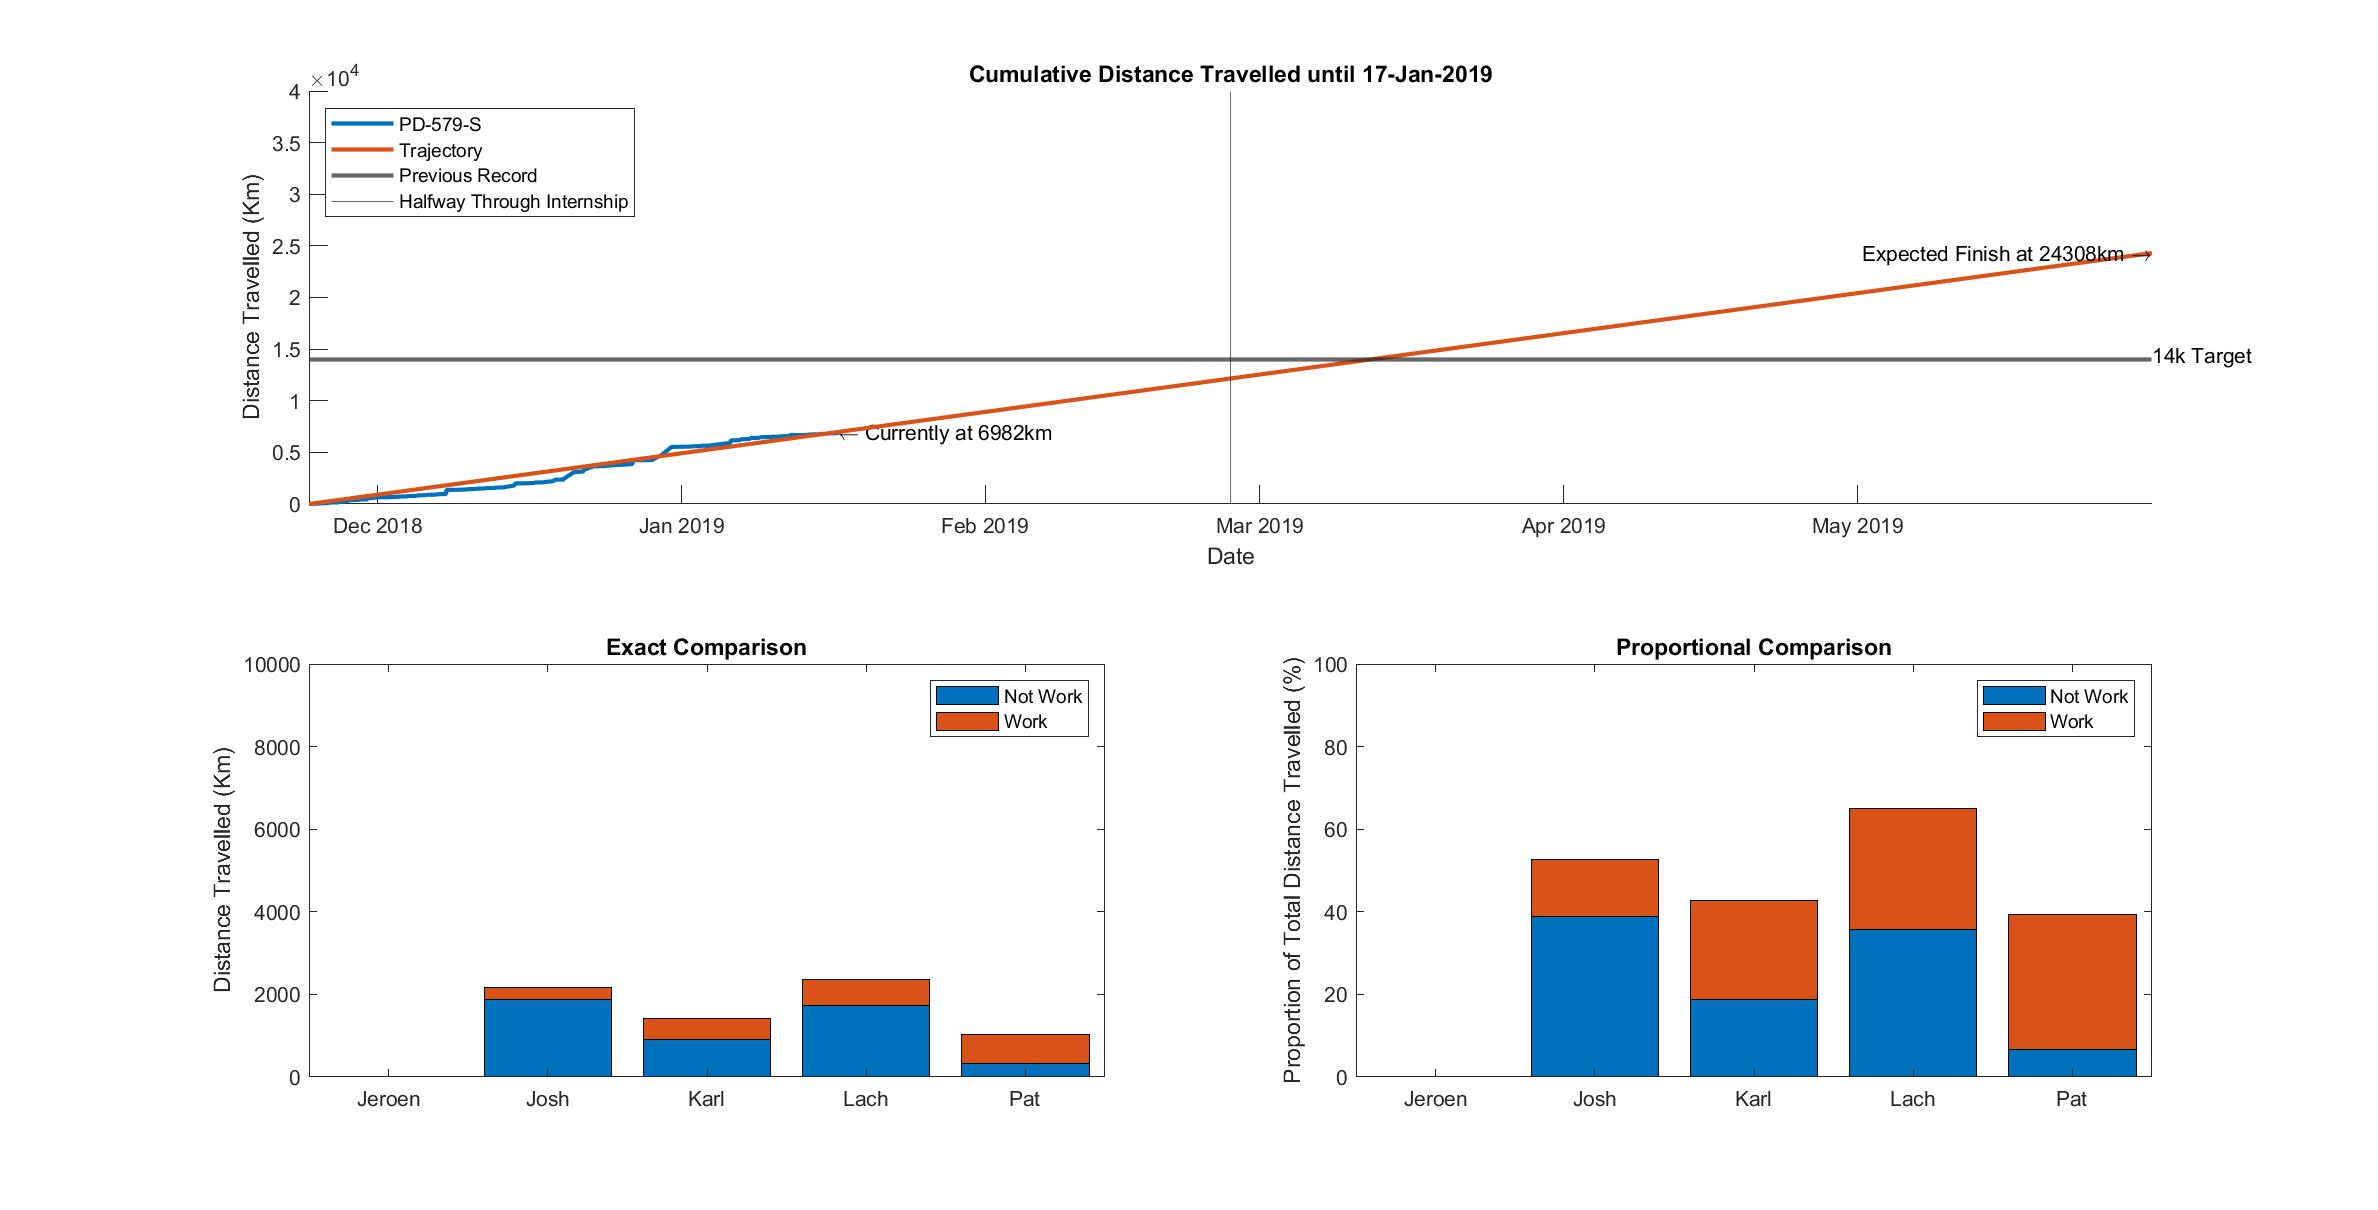 Cumulative Distance Travelled until 17-Jan-2019
×10^4
4
3.5
3
2.5
2
1.5
1
0.5
0
Distance Travelled (Km)
PD-579-S
Trajectory
Previous Record
Halfway Through Internship
Expected Finish at 24308km
14k Target
Currently at 6982km
Dec 2018
Jan 2019
Feb 2019
Mar 2019
Apr 2019
May 2019
Date
Exact Comparison
10000
8000
6000
4000
2000
0
Distance Travelled (Km)
Not Work
Work
Jeroen
Josh
Karl
Lach
Pat
Proportional Comparison
100
80
60
40
20
0
Proportion of Total Distance Travelled (%)
Not Work
Work
Jeroen
Josh
Karl
Lach
Pat